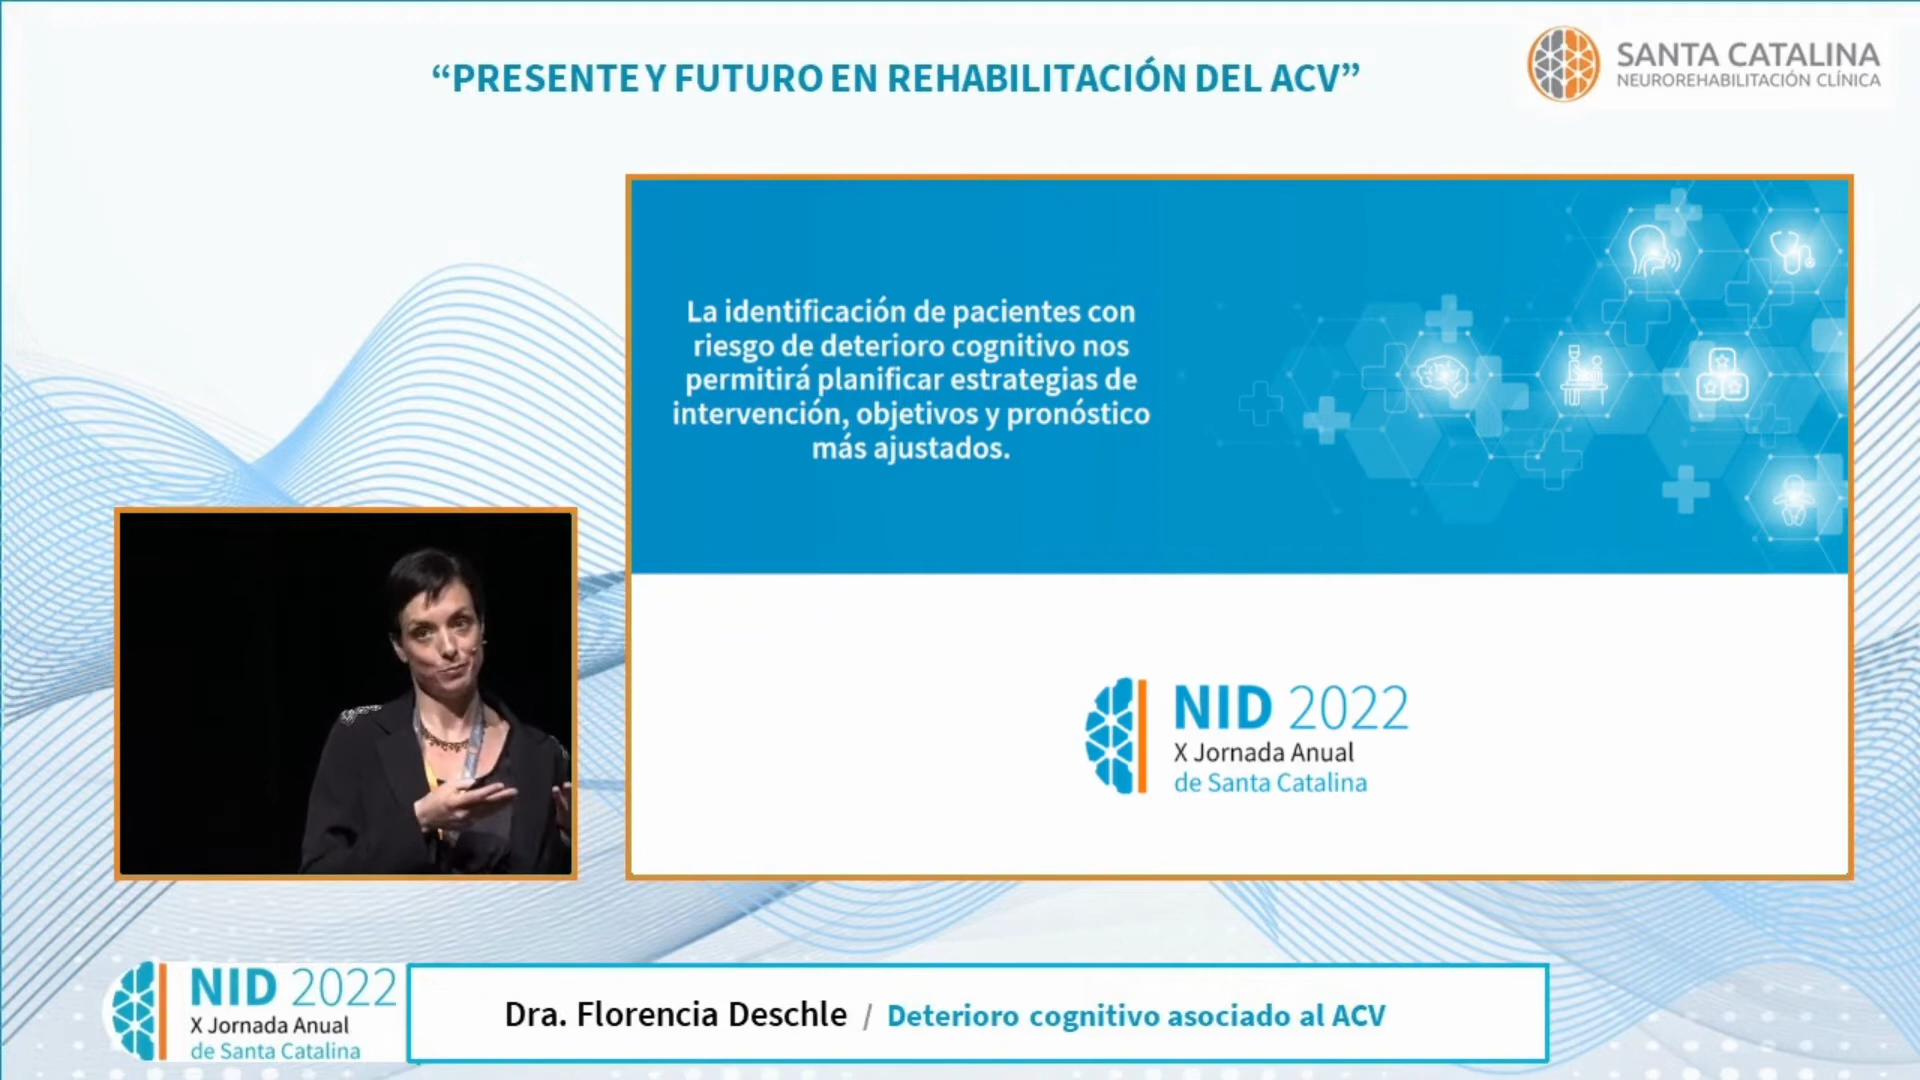 “PRESENTE Y FUTURO EN REHABILITACIÓN DEL ACV”
SANTA CATALINA
NEUROREHABILITACIÓN CLÍNICA
La identificación de pacientes con
riesgo de deterioro cognitivo nos
permitirá planificar estrategias de
intervención, objetivos y pronóstico
más ajustados.
NID 2022
X Jornada Anual
de Santa Catalina
NID 2022
X Jornada Anual
de Santa Catalina
Dra. Florencia Deschle / Deterioro cognitivo asociado al ACV